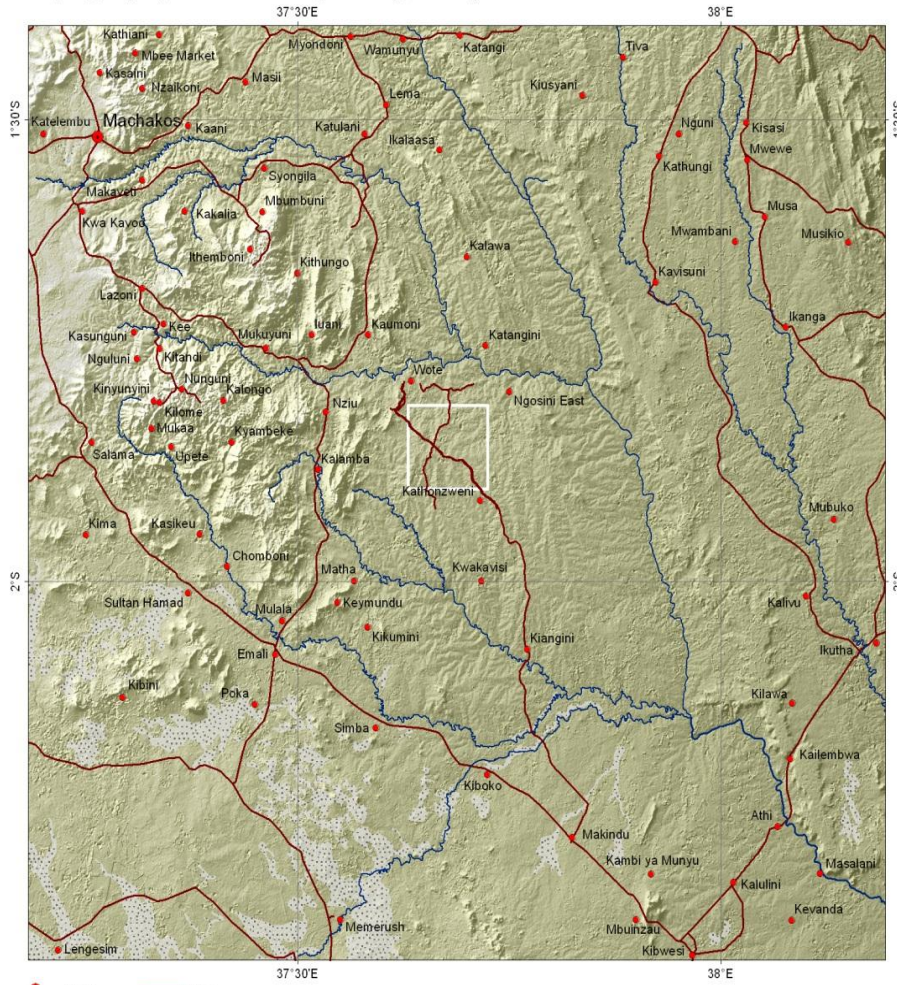 37°30'E
38°E
Kathiani
Myondoni
Wamunyu
Katangi
Tiva
Mbee Market
Kasaini
Nzaikoni
Masii
Lema
Kiusyani
1°30'S
Katelembu
Machakos
Kaani
Katulani
Ikalaasa
Nguni
Kisasi
Mwewe
Kathungi
Syongila
Makaveti
Mbumbuni
Kwa Kavoo
Kakalia
Musa
Mwambani
Musikio
Ithemboni
Kalawa
Kithungo
Kavisuni
Lazoni
Kee
Iuani
Kaumoni
Ikanga
Kasunguni
Mukuyuni
Katangini
Kitandi
Nguluni
Wote
Kinyunyini
Nunguni
Kalongo
Ngosini East
Kilome
Nziu
Mukaa
Kyambeke
Salama
Upete
Kalamba
Kathonzweni
Kima
Kasikeu
Mubuko
Chomboni
Matha
Kwakavisi
2°S
Sultan Hamad
Keymundu
Kalivu
Mulala
Kikumini
Kiangini
Ikutha
Emali
Kibini
Poka
Kilawa
Simba
Kailembwa
Kiboko
Makindu
Athi
Kambi ya Munyu
Masalani
Kalulini
Memerush
Mbuinzau
Kevanda
Lengesim
Kibwesi
37°30'E
38°E